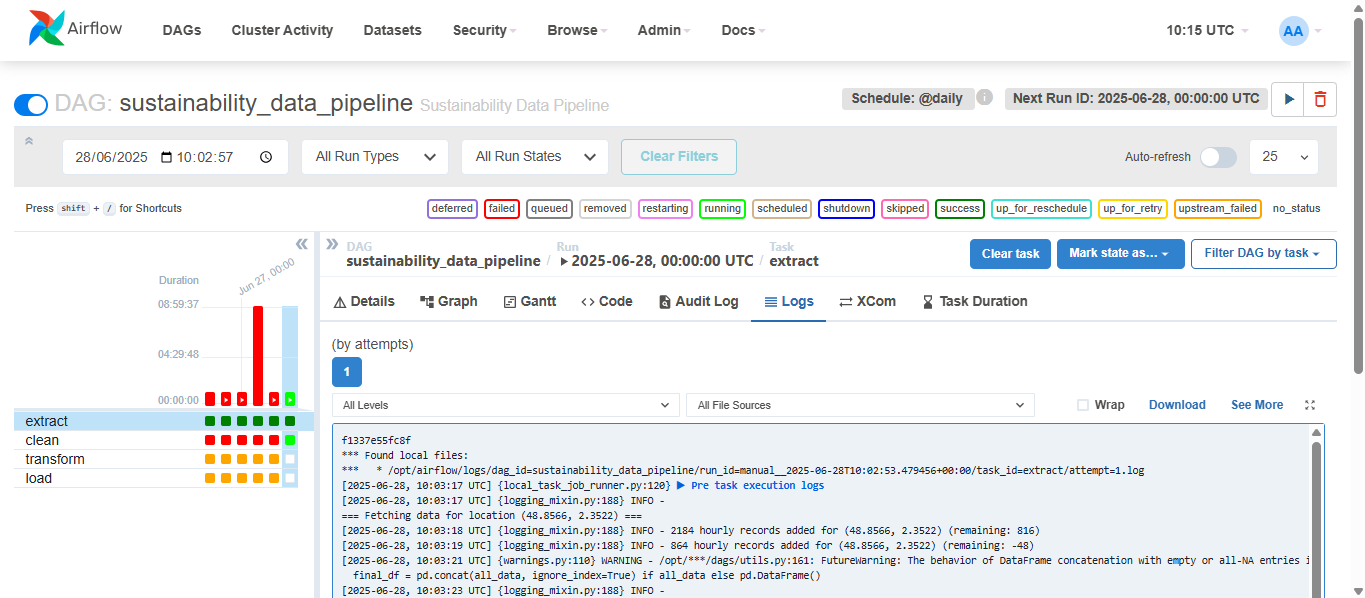 Airflow DAGs Cluster Activity Datasets Security Browse Admin Docs 10:15 UTC AA
DAG: sustainability_data_pipeline Sustainability Data Pipeline Schedule: @daily i Next Run ID: 2025-06-28, 00:00:00 UTC
28/06/2025 10:02:57 All Run Types All Run States Clear Filters Auto-refresh 25
Press shift + / for Shortcuts deferred failed queued removed restarting running scheduled shutdown skipped success up_for_reschedule up_for_retry upstream_failed no_status
DAG Run Task
sustainability_data_pipeline / 2025-06-28, 00:00:00 UTC / extract
Clear task Mark state as... Filter DAG by task
Jun 27, 00:00
Duration
08:59:37
04:29:48
00:00:00
extract
clean
transform
load
Details Graph Gantt <> Code Audit Log Logs XCom Task Duration
(by attempts)
1
All Levels All File Sources Wrap Download See More
f1337e55fc8f
*** Found local files:
***   * /opt/airflow/logs/dag_id=sustainability_data_pipeline/run_id=manual__2025-06-28T10:02:53.479456+00:00/task_id=extract/attempt=1.log
[2025-06-28, 10:03:17 UTC] {local_task_job_runner.py:120} ▶ Pre task execution logs
[2025-06-28, 10:03:17 UTC] {logging_mixin.py:188} INFO -
=== Fetching data for location (48.8566, 2.3522) ===
[2025-06-28, 10:03:18 UTC] {logging_mixin.py:188} INFO - 2184 hourly records added for (48.8566, 2.3522) (remaining: 816)
[2025-06-28, 10:03:19 UTC] {logging_mixin.py:188} INFO - 864 hourly records added for (48.8566, 2.3522) (remaining: -48)
[2025-06-28, 10:03:21 UTC] {warnings.py:110} WARNING - /opt/***/dags/utils.py:161: FutureWarning: The behavior of DataFrame concatenation with empty or all-NA entries i
final_df = pd.concat(all_data, ignore_index=True) if all_data else pd.DataFrame()
[2025-06-28, 10:03:23 UTC] {logging_mixin.py:188} INFO -